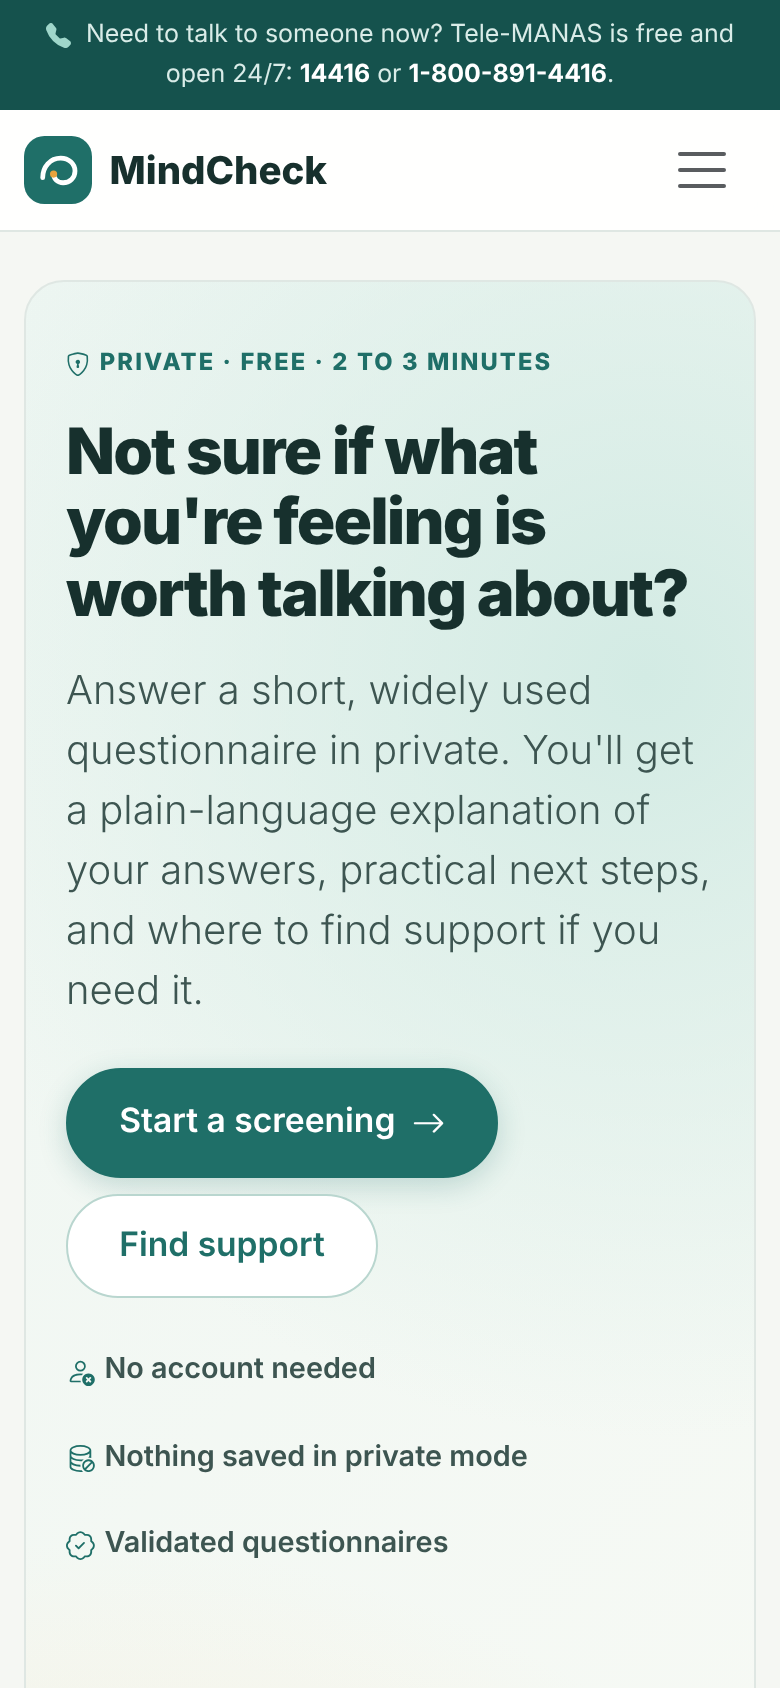 Need to talk to someone now? Tele-MANAS is free and
open 24/7: 14416 or 1-800-891-4416.
MindCheck
PRIVATE · FREE · 2 TO 3 MINUTES
Not sure if what
you're feeling is
worth talking about?
Answer a short, widely used
questionnaire in private. You'll get
a plain-language explanation of
your answers, practical next steps,
and where to find support if you
need it.
Start a screening →
Find support
No account needed
Nothing saved in private mode
Validated questionnaires